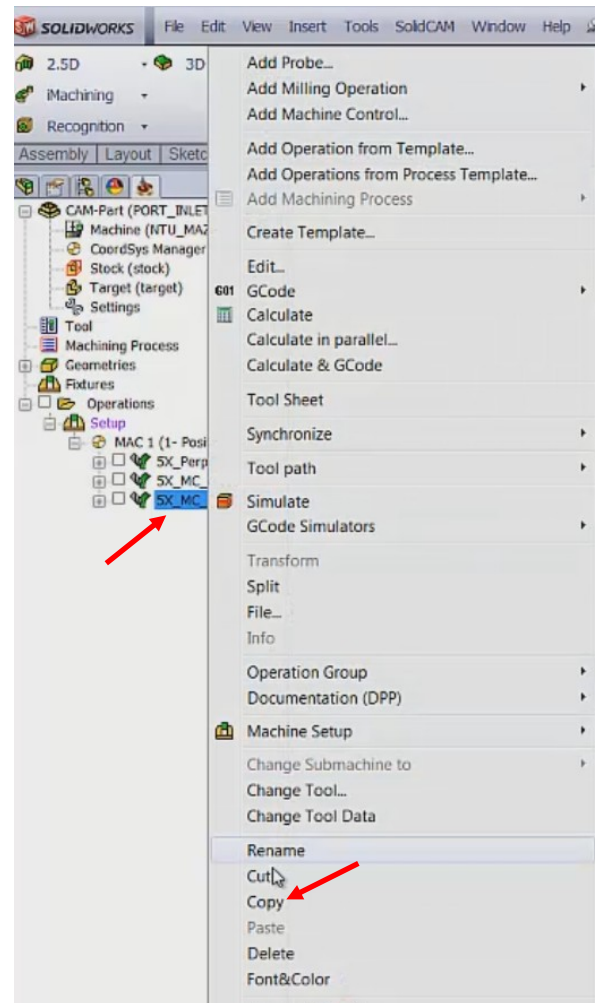 SOLIDWORKS File Edit View Insert Tools SolidCAM Window Help
2.5D 3D
iMachining
Recognition
Assembly Layout Sketc
CAM-Part (PORT_INLET
Machine (NTU_MAZ
CoordSys Manager
Stock (stock)
Target (target)
Settings
Tool
Machining Process
Geometries
Fixtures
Operations
Setup
MAC 1 (1- Posi
5X_Perp
5X_MC_
5X_MC_
Add Probe...
Add Milling Operation
Add Machine Control...
Add Operation from Template...
Add Operations from Process Template...
Add Machining Process
Create Template...
Edit...
G01 GCode
Calculate
Calculate in parallel...
Calculate & GCode
Tool Sheet
Synchronize
Tool path
Simulate
GCode Simulators
Transform
Split
File...
Info
Operation Group
Documentation (DPP)
Machine Setup
Change Submachine to
Change Tool...
Change Tool Data
Rename
Cut
Copy
Paste
Delete
Font&Color